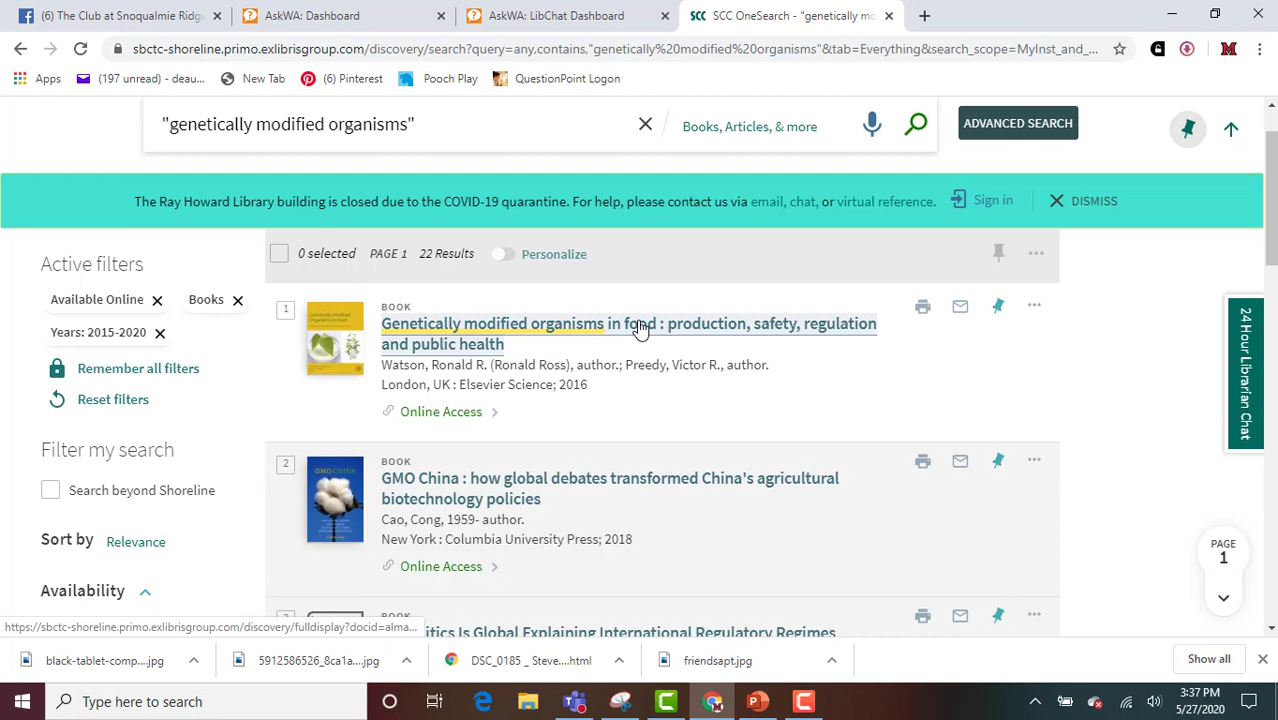 (6) The Club at Snoqualmie Ridge
AskWA: Dashboard
AskWA: LibChat Dashboard
SCC OneSearch - "genetically mo
sbctc-shoreline.primo.exlibrisgroup.com/discovery/search?query=any,contains,"genetically%20modified%20organisms"&tab=Everything&search_scope=MyInst_and_...
Apps
(197 unread) - deau...
New Tab
(6) Pinterest
Pooch Play
QuestionPoint Logon
"genetically modified organisms"
Books, Articles, & more
ADVANCED SEARCH
The Ray Howard Library building is closed due to the COVID-19 quarantine. For help, please contact us via email, chat, or virtual reference.
Sign in
DISMISS
Active filters
Available Online
Books
Years: 2015-2020
Remember all filters
Reset filters
Filter my search
Search beyond Shoreline
Sort by Relevance
Availability
0 selected PAGE 1 22 Results Personalize
1
BOOK
Genetically modified organisms in food : production, safety, regulation
and public health
Watson, Ronald R. (Ronald Ross), author.; Preedy, Victor R., author.
London, UK : Elsevier Science; 2016
Online Access
2
BOOK
GMO China : how global debates transformed China's agricultural
biotechnology policies
Cao, Cong, 1959- author.
New York : Columbia University Press; 2018
Online Access
itics Is Global Explaining International Regulatory Regimes
24 Hour Librarian Chat
PAGE
1
https://sbctc-shoreline.primo.exlibrisgroup.com/discovery/fulldisplay?docid=alma...
black-tablet-comp....jpg
5912586526_8ca1a....jpg
DSC_0185 _ Steve....html
friendsapt.jpg
Show all
Type here to search
3:37 PM
5/27/2020